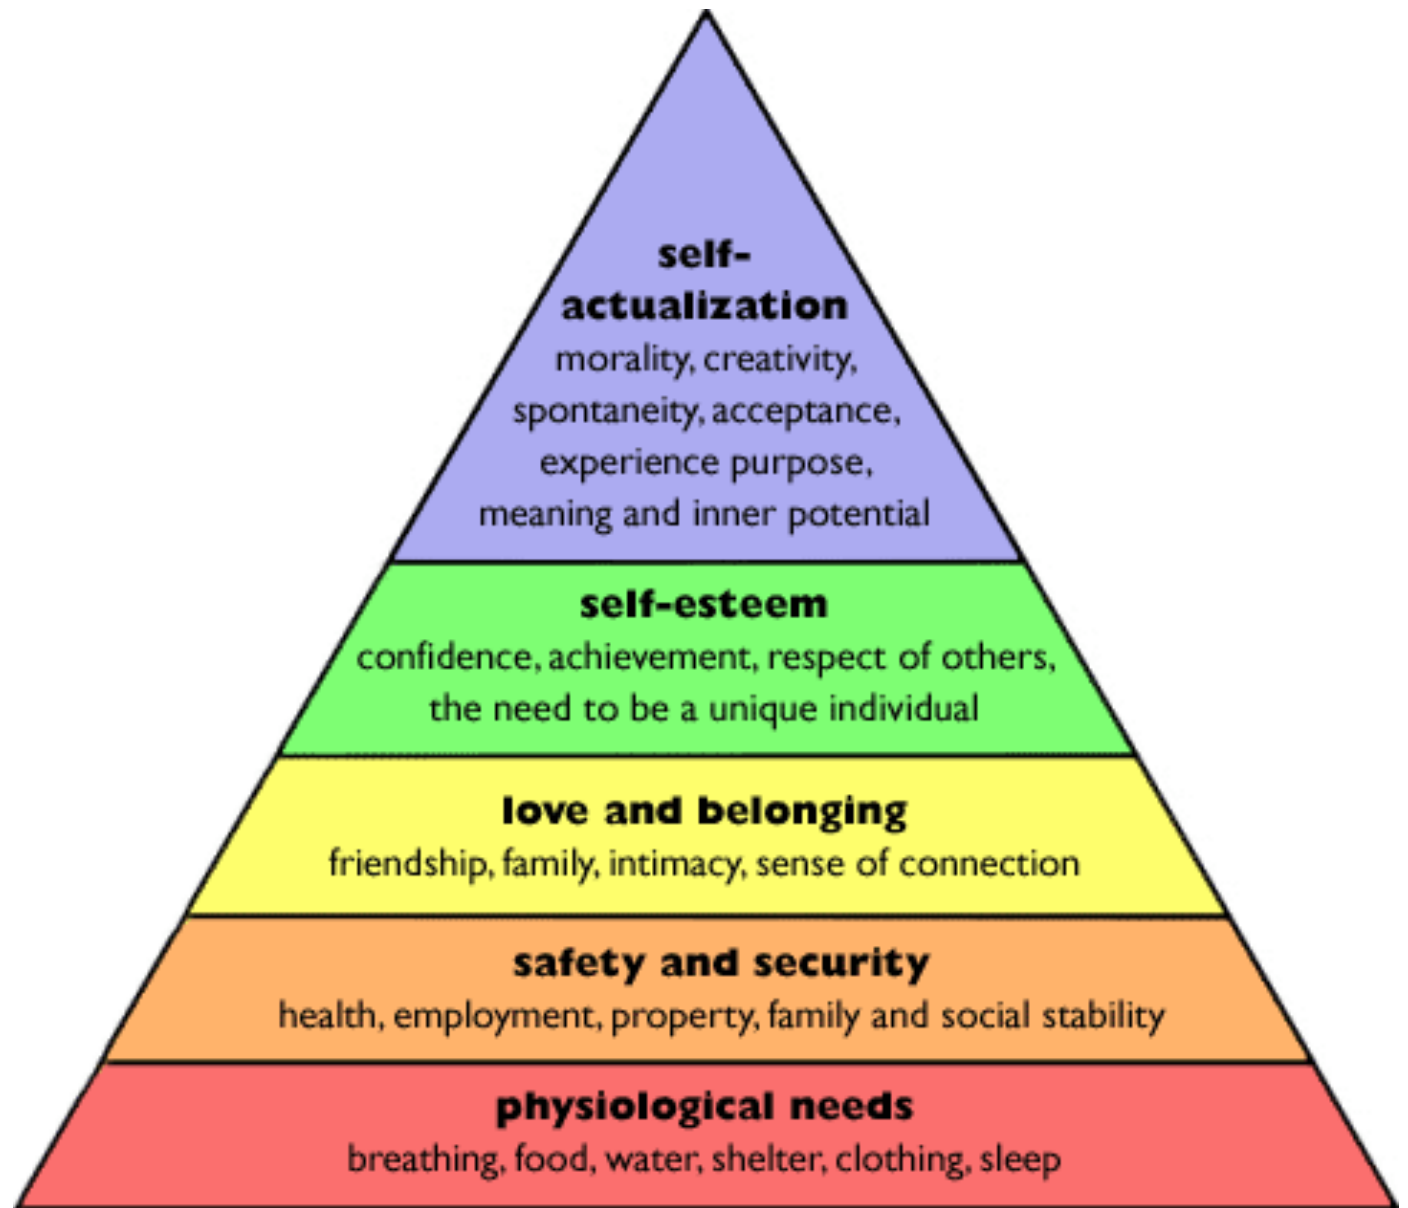 self-
actualization
morality, creativity,
spontaneity, acceptance,
experience purpose,
meaning and inner potential
self-esteem
confidence, achievement, respect of others,
the need to be a unique individual
love and belonging
friendship, family, intimacy, sense of connection
safety and security
health, employment, property, family and social stability
physiological needs
breathing, food, water, shelter, clothing, sleep